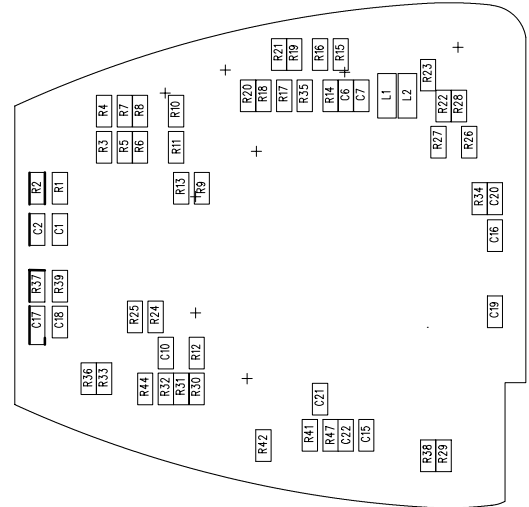 R21 R19 R16 R15
R23
R20 R18 R17 R35 R14 C6 C7 L1 L2
R22 R28
R4 R7 R8 R10
R3 R5 R6 R11
R27 R26
R2 R1 R13 R9
R34 C20
C2 C1
C16
R37 R39
C19
C17 C18 R25 R24
C10 R12
R36 R33 R44 R32 R31 R30
C21
R42 R41 R47 C22 C15
R38 R29